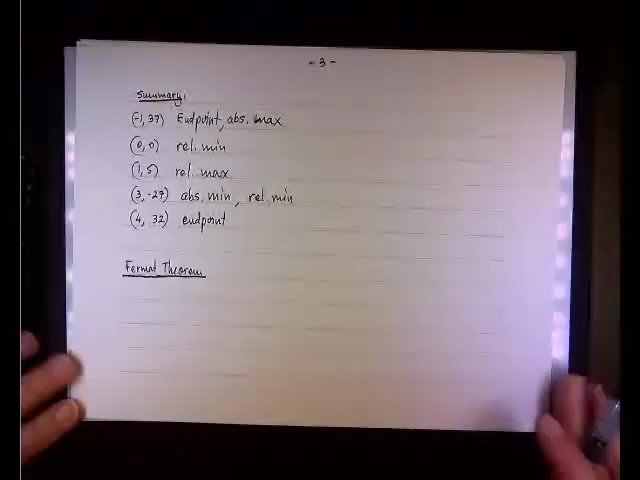 - 3 -
Summary:
(-1, 37) Endpoint, abs. max
(0, 0) rel. min
(1, 5) rel. max
(3, -27) abs. min, rel. min
(4, 32) endpoint
Fermat Theorem